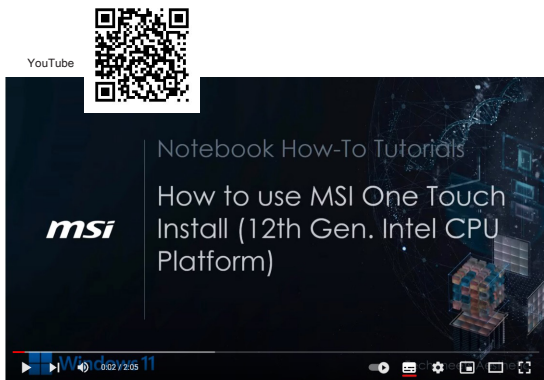 YouTube
Notebook How-To Tutorials
How to use MSI One Touch
Install (12th Gen. Intel CPU
Platform)
msi
Windows 11
0:02 / 2:05